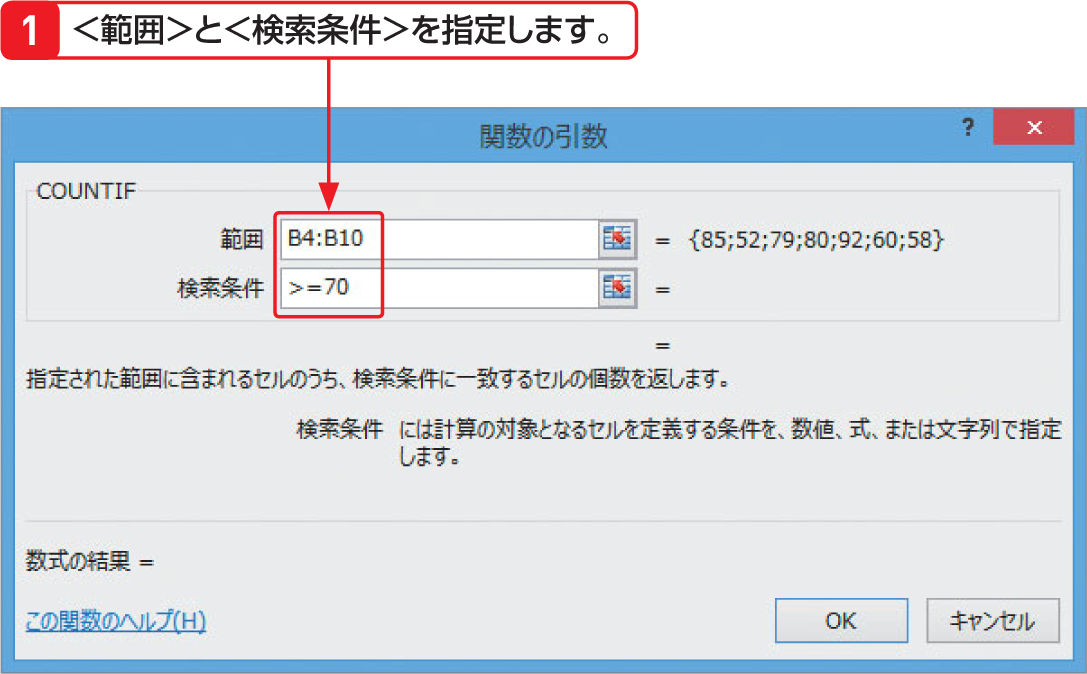 1 <範囲>と<検索条件>を指定します。
関数の引数
?
COUNTIF
範囲 B4:B10 = {85;52;79;80;92;60;58}
検索条件 >=70 =
=
指定された範囲に含まれるセルのうち、検索条件に一致するセルの個数を返します。
検索条件 には計算の対象となるセルを定義する条件を、数値、式、または文字列で指定
します。
数式の結果 =
この関数のヘルプ(H)
OK キャンセル